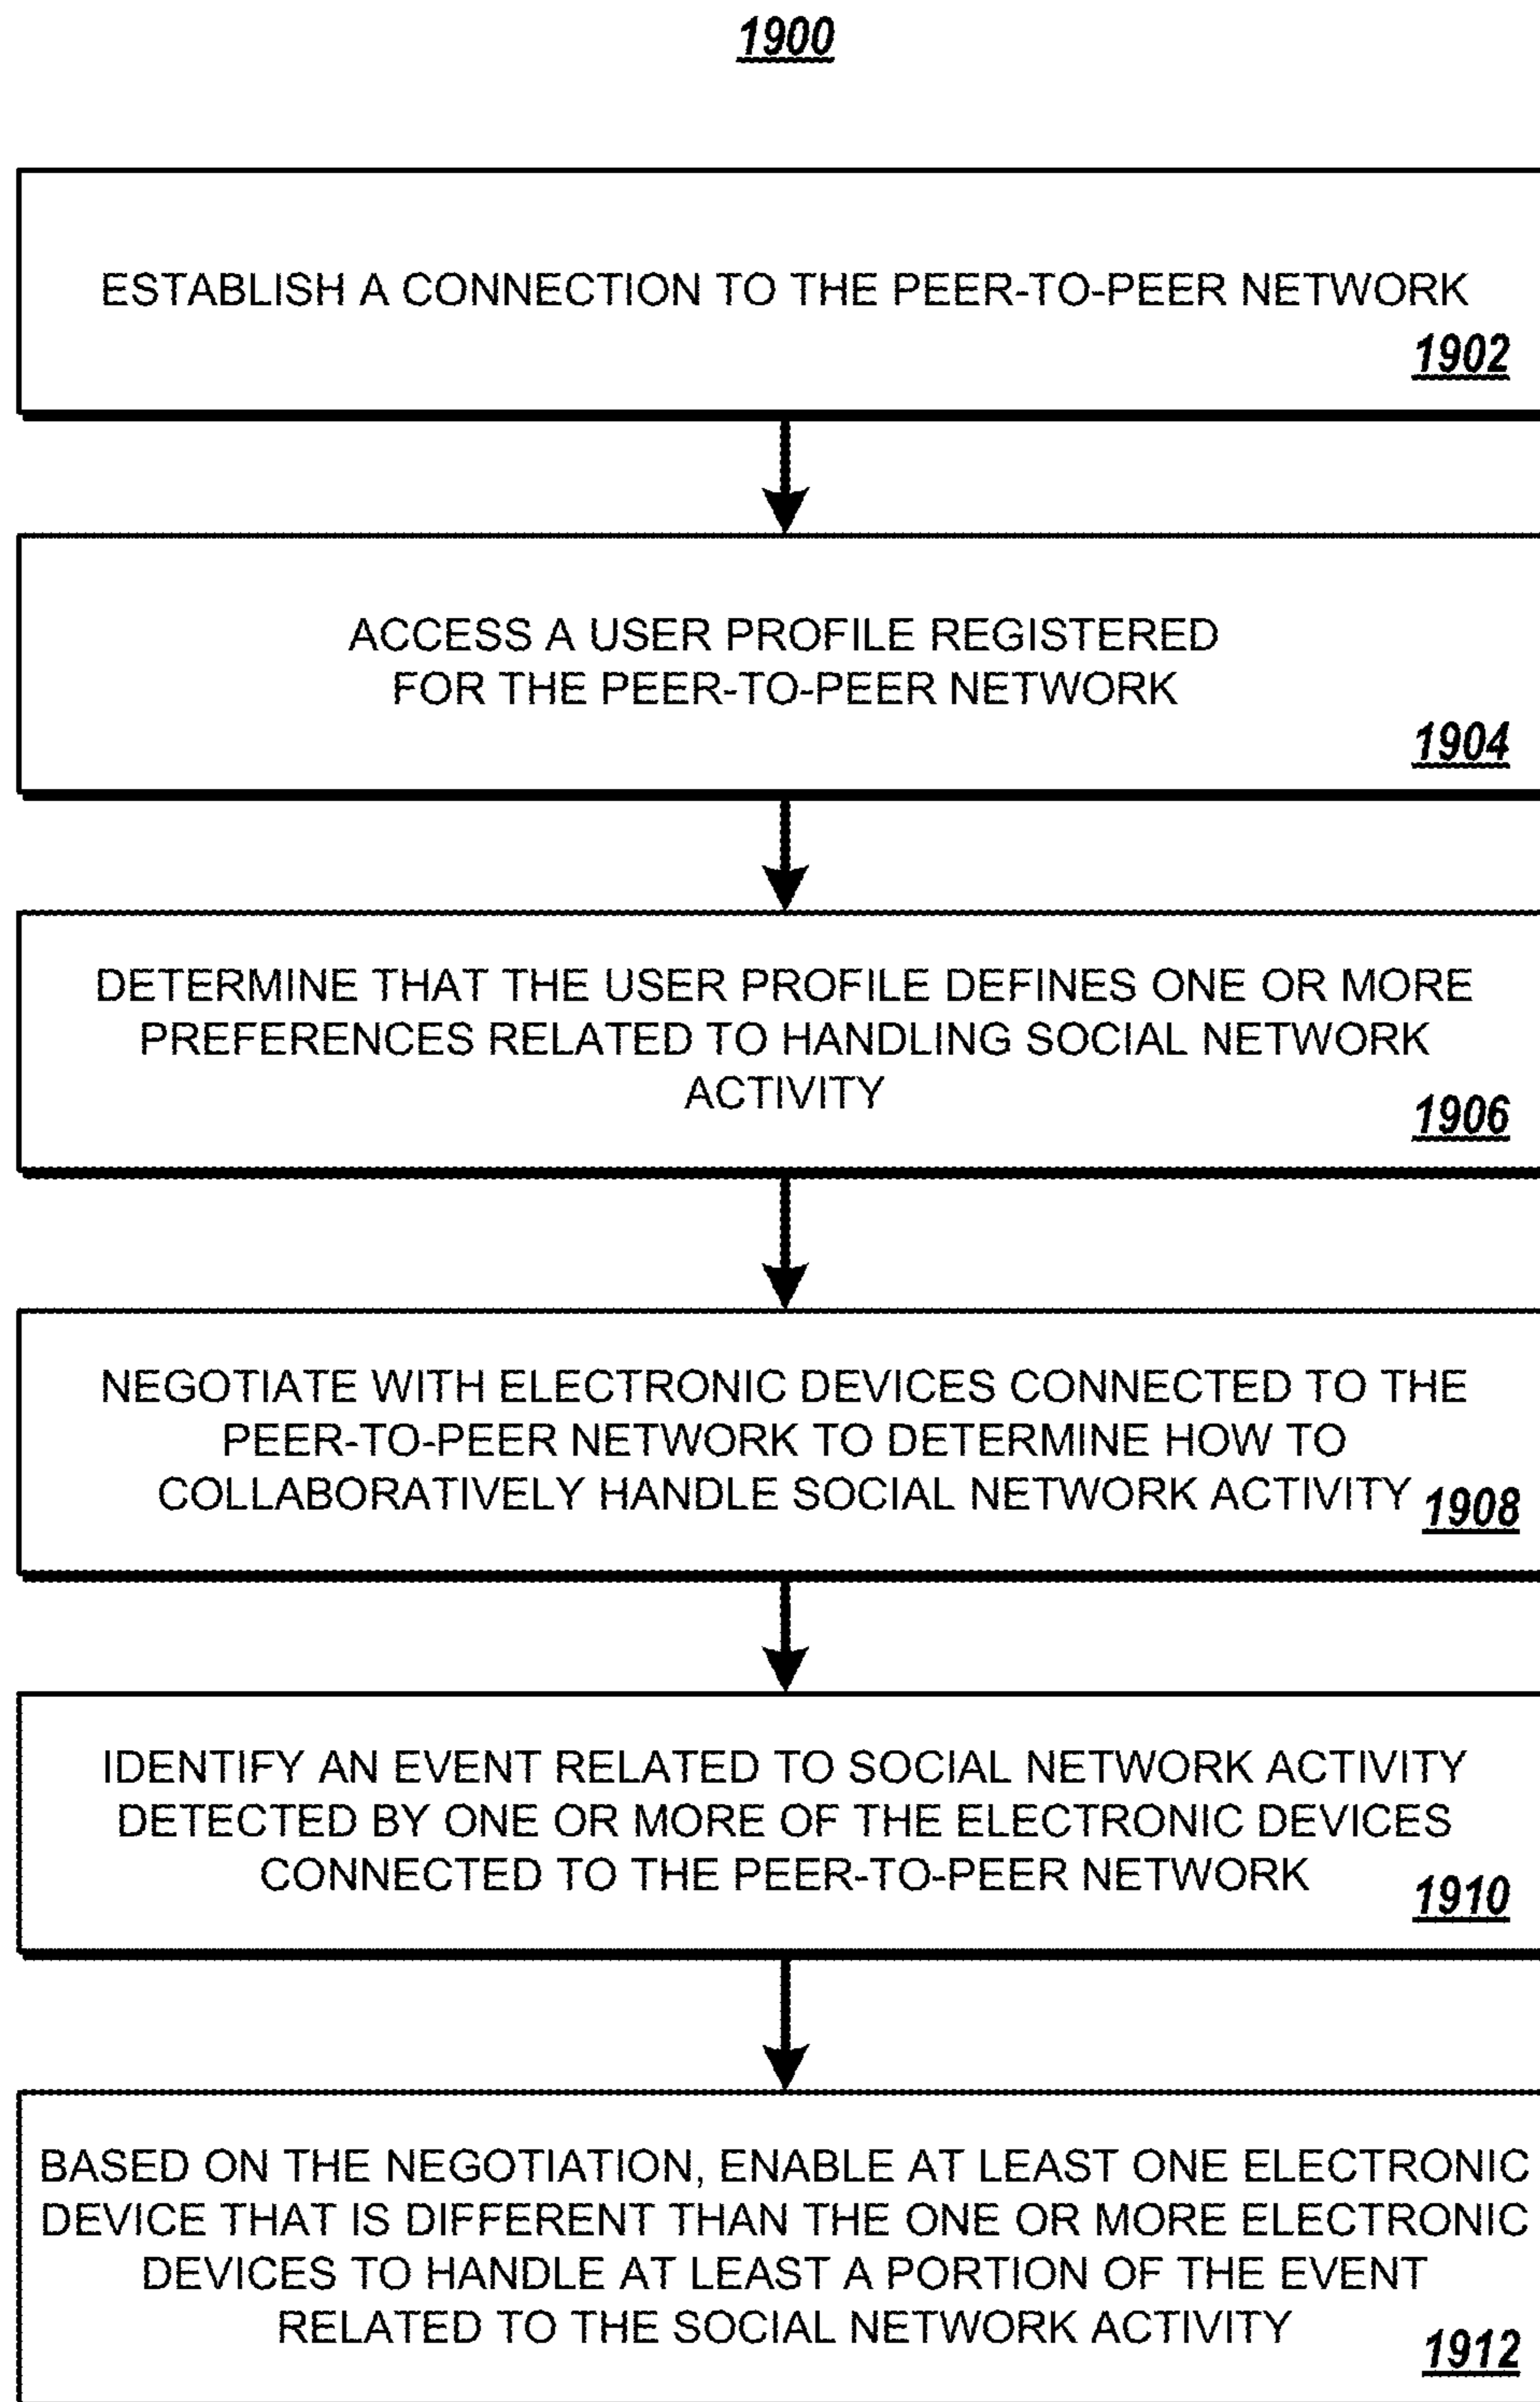 1900
ESTABLISH A CONNECTION TO THE PEER-TO-PEER NETWORK
1902
ACCESS A USER PROFILE REGISTERED
FOR THE PEER-TO-PEER NETWORK
1904
DETERMINE THAT THE USER PROFILE DEFINES ONE OR MORE
PREFERENCES RELATED TO HANDLING SOCIAL NETWORK
ACTIVITY
1906
NEGOTIATE WITH ELECTRONIC DEVICES CONNECTED TO THE
PEER-TO-PEER NETWORK TO DETERMINE HOW TO
COLLABORATIVELY HANDLE SOCIAL NETWORK ACTIVITY
1908
IDENTIFY AN EVENT RELATED TO SOCIAL NETWORK ACTIVITY
DETECTED BY ONE OR MORE OF THE ELECTRONIC DEVICES
CONNECTED TO THE PEER-TO-PEER NETWORK
1910
BASED ON THE NEGOTIATION, ENABLE AT LEAST ONE ELECTRONIC
DEVICE THAT IS DIFFERENT THAN THE ONE OR MORE ELECTRONIC
DEVICES TO HANDLE AT LEAST A PORTION OF THE EVENT
RELATED TO THE SOCIAL NETWORK ACTIVITY
1912